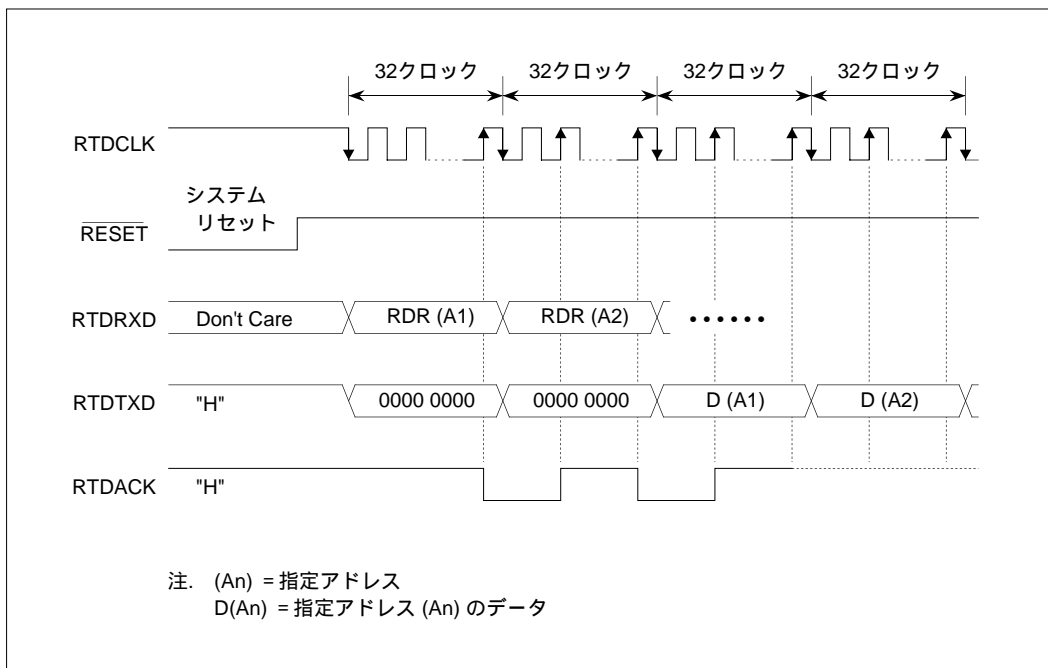 32クロック 32クロック 32クロック 32クロック
RTDCLK
システム
リセット
RESET
RTDRXD Don't Care RDR (A1) RDR (A2) ••••••
RTDTXD "H" 0000 0000 0000 0000 D (A1) D (A2)
RTDACK "H"
注. (An) = 指定アドレス
D(An) = 指定アドレス (An) のデータ